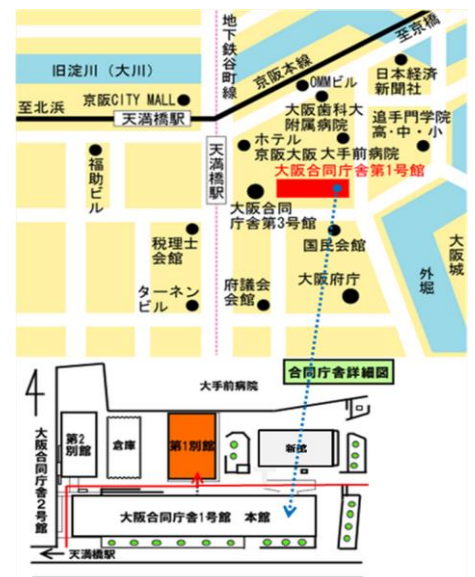 地下鉄谷町線
至京橋
旧淀川（大川）
京阪本線
OMMビル
日本経済
新聞社
京阪CITY MALL
至北浜
天満橋駅
大阪歯科大
附属病院
追手門学院
高・中・小
ホテル
京阪大阪
大手前病院
福助ビル
天満橋駅
大阪合同庁舎第1号館
大阪合同
庁舎第3号館
税理士
会館
国民会館
大阪城
外堀
ターネン
ビル
府議会
会館
大阪府庁
合同庁舎詳細図
4
大手前病院
大阪合同庁舎2号館
第2
別館
倉庫
第1別館
新館
大阪合同庁舎1号館　本館
天満橋駅